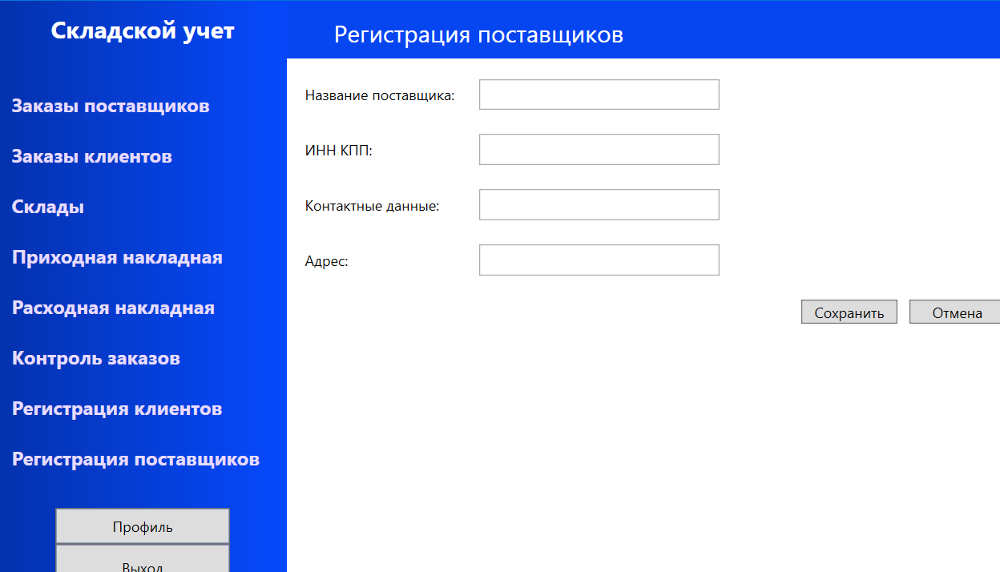 Складской учет
Заказы поставщиков
Заказы клиентов
Склады
Приходная накладная
Расходная накладная
Контроль заказов
Регистрация клиентов
Регистрация поставщиков
Профиль
Выход
Регистрация поставщиков
Название поставщика:
ИНН КПП:
Контактные данные:
Адрес:
Сохранить Отмена